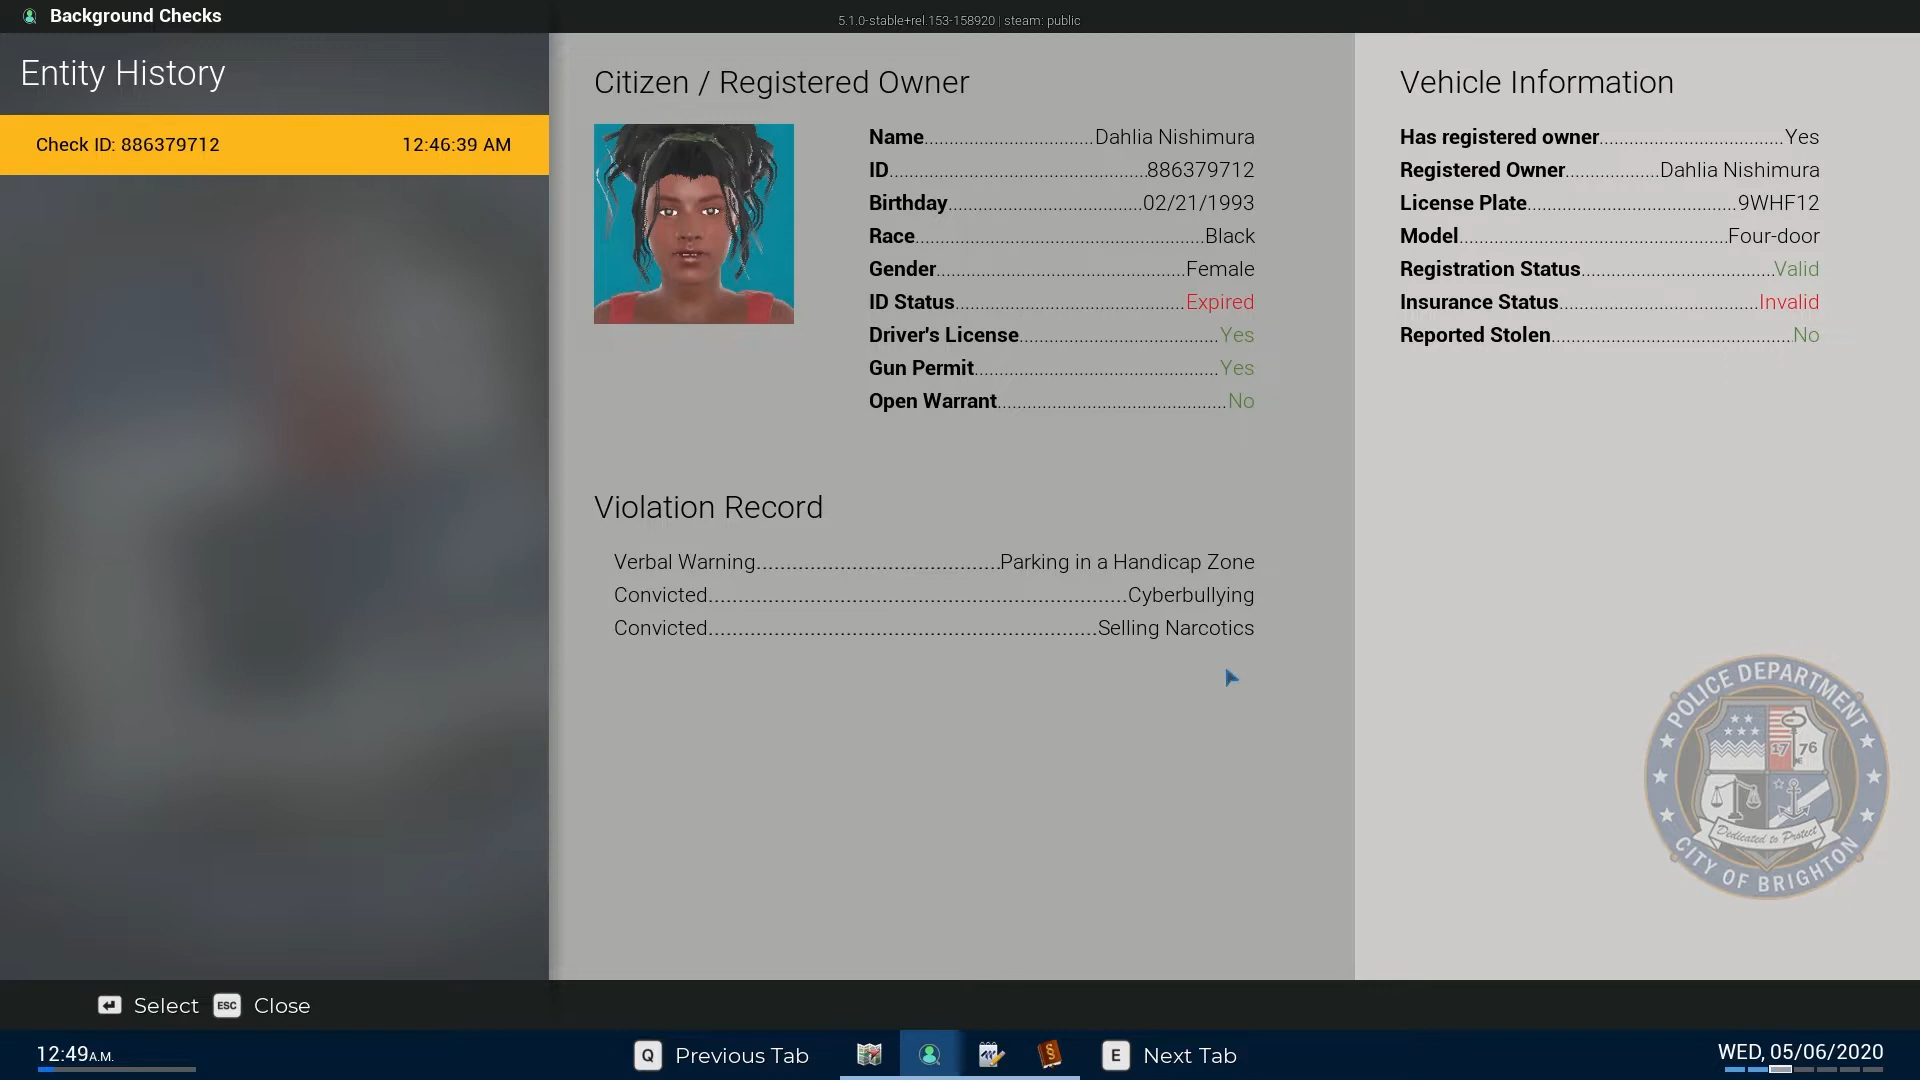 Background Checks
5.1.0-stable+rel.153-158920 | steam: public
Entity History
Check ID: 886379712 12:46:39 AM
Citizen / Registered Owner
Name Dahlia Nishimura
ID 886379712
Birthday 02/21/1993
Race Black
Gender Female
ID Status Expired
Driver's License Yes
Gun Permit Yes
Open Warrant No
Violation Record
Verbal Warning Parking in a Handicap Zone
Convicted Cyberbullying
Convicted Selling Narcotics
Vehicle Information
Has registered owner Yes
Registered Owner Dahlia Nishimura
License Plate 9WHF12
Model Four-door
Registration Status Valid
Insurance Status Invalid
Reported Stolen No
POLICE DEPARTMENT
17 76
Dedicated to Protect
CITY OF BRIGHTON
Select ESC Close
12:49 A.M.
Q Previous Tab
E Next Tab
WED, 05/06/2020